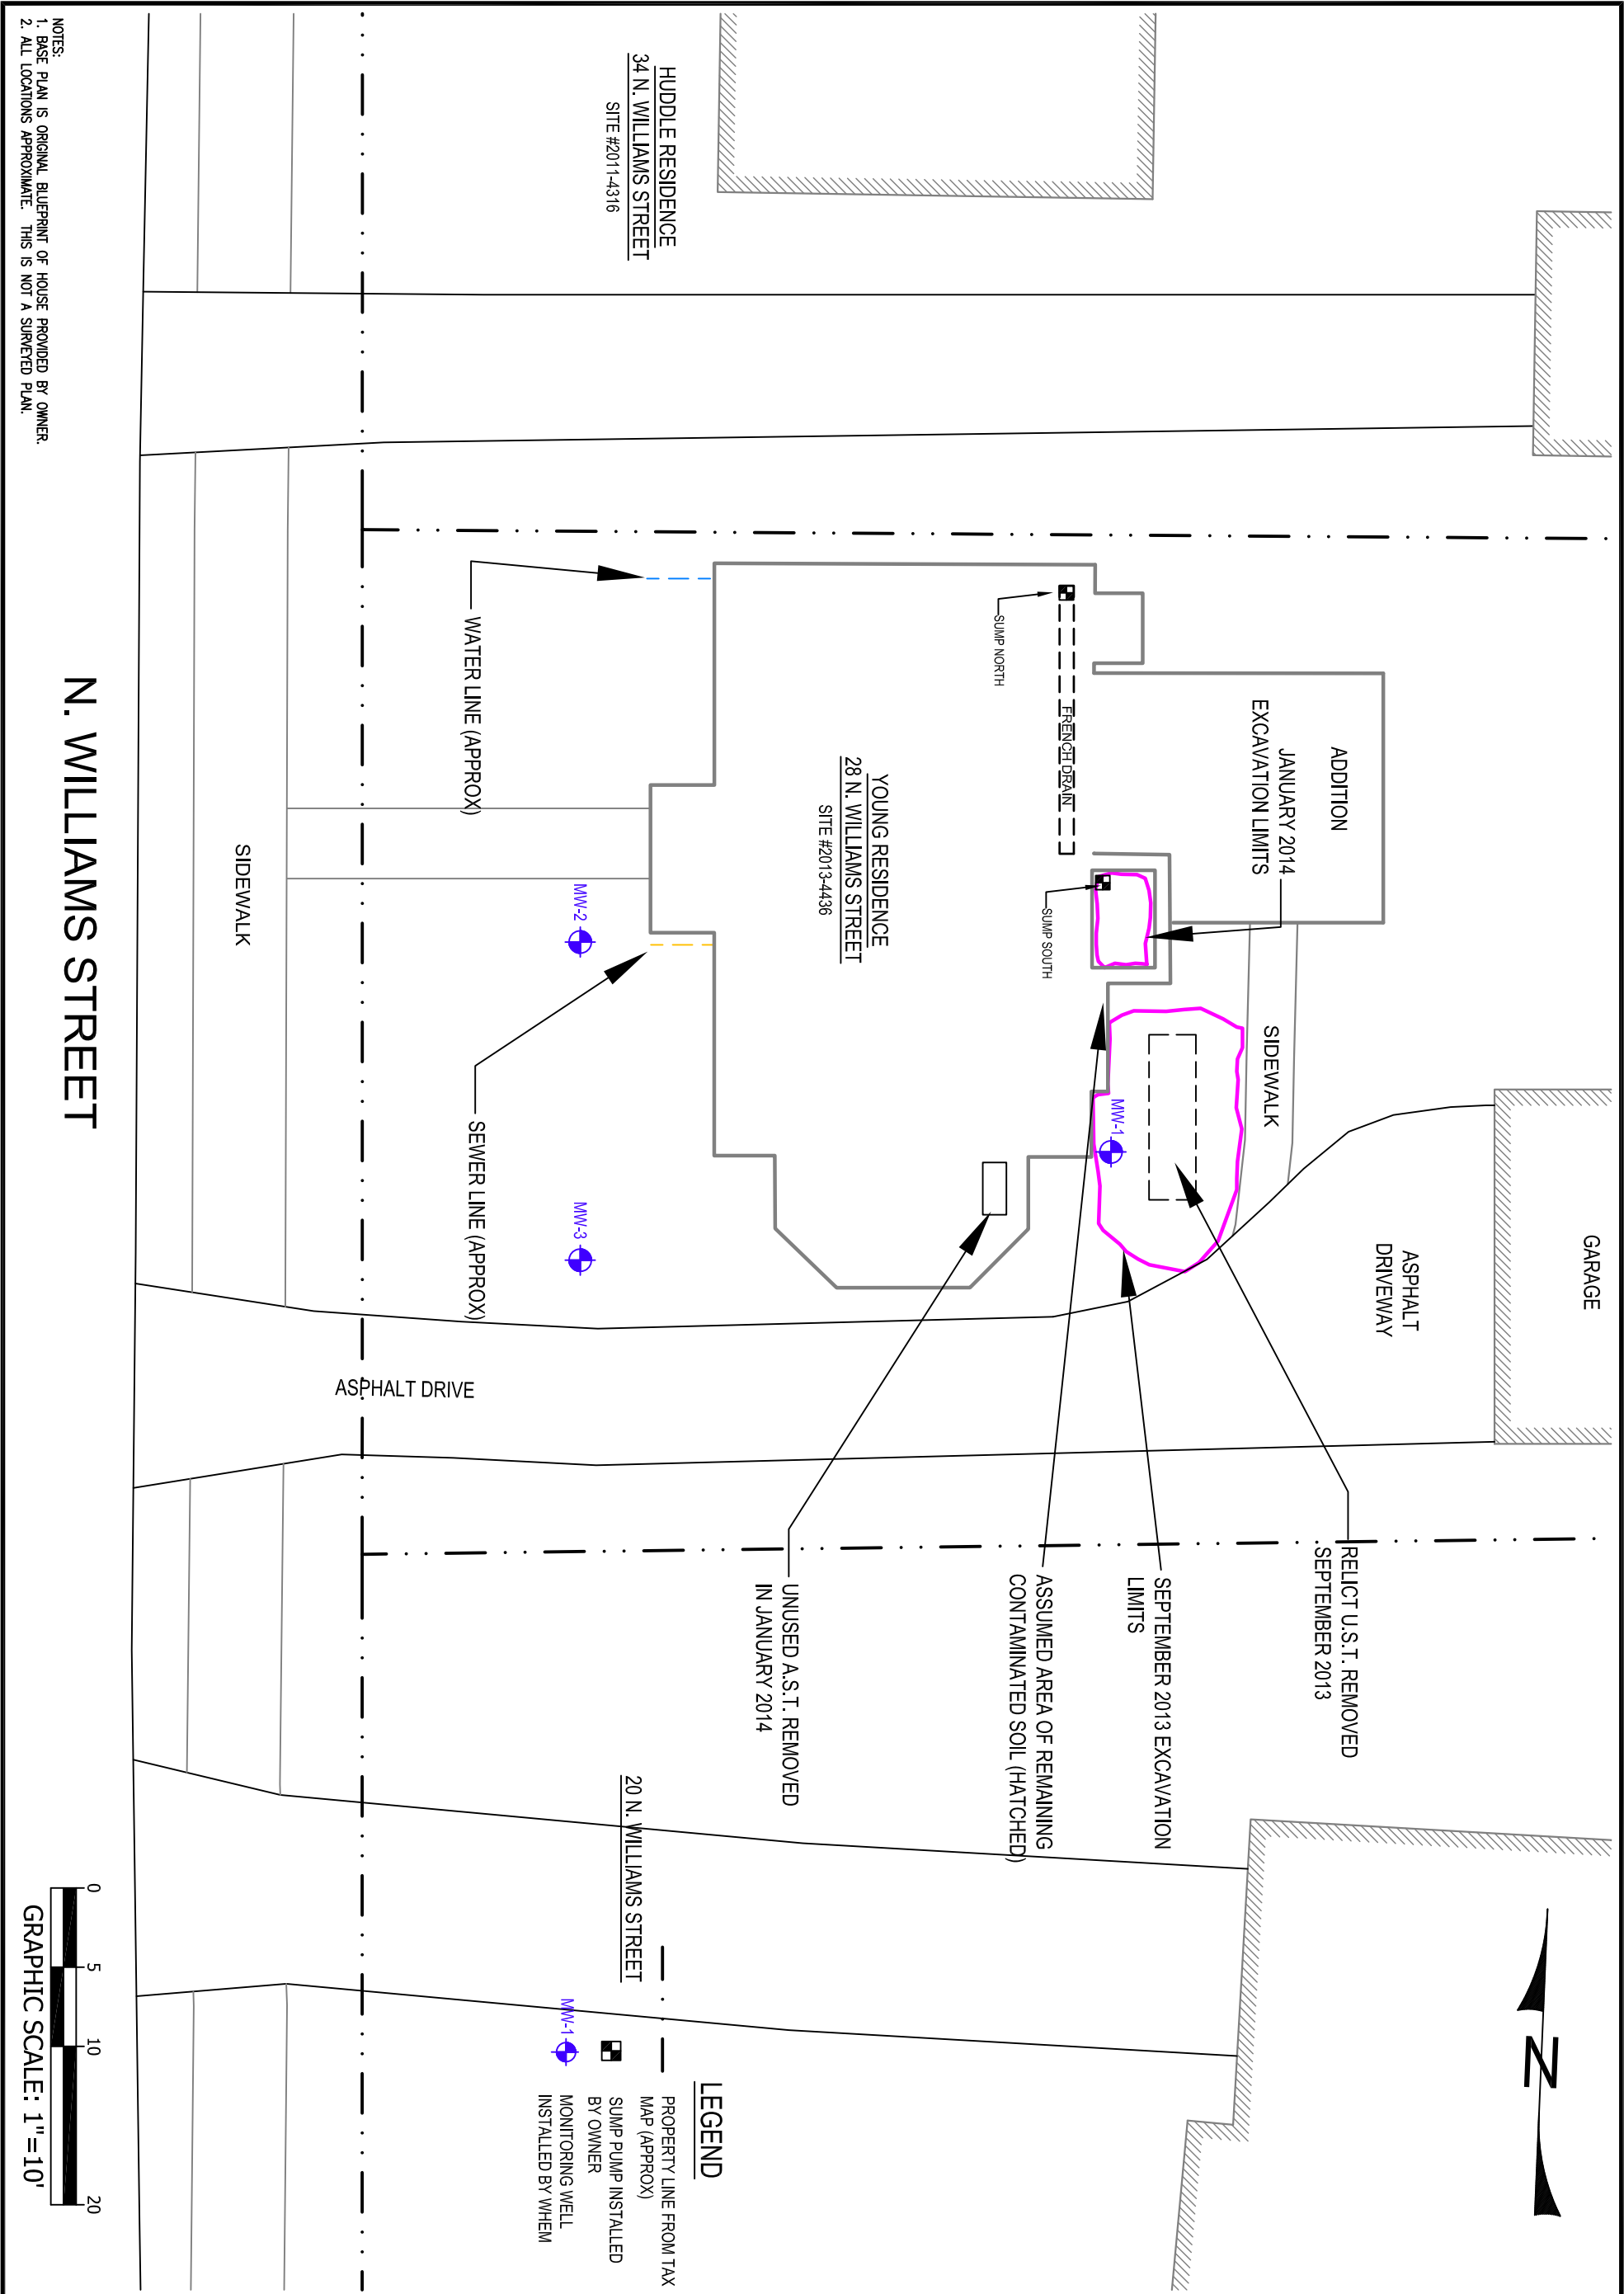 HUDDLE RESIDENCE
34 N. WILLIAMS STREET
SITE #2011-4316
GARAGE
ASPHALT
DRIVEWAY
SIDEWALK
ADDITION
JANUARY 2014
EXCAVATION LIMITS
FRENCH DRAIN
SUMP NORTH
SUMP SOUTH
YOUNG RESIDENCE
28 N. WILLIAMS STREET
SITE #2013-4436
MW-1
MW-2
MW-3
WATER LINE (APPROX)
SEWER LINE (APPROX)
ASPHALT DRIVE
SIDEWALK
N. WILLIAMS STREET
RELICT U.S.T. REMOVED
SEPTEMBER 2013
SEPTEMBER 2013 EXCAVATION
LIMITS
ASSUMED AREA OF REMAINING
CONTAMINATED SOIL (HATCHED)
UNUSED A.S.T. REMOVED
IN JANUARY 2014
20 N. WILLIAMS STREET
N
LEGEND
PROPERTY LINE FROM TAX
MAP (APPROX)
SUMP PUMP INSTALLED
BY OWNER
MW-1
MONITORING WELL
INSTALLED BY WHEM
0 5 10 20
GRAPHIC SCALE: 1"=10'
NOTES:
1. BASE PLAN IS ORIGINAL BLUEPRINT OF HOUSE PROVIDED BY OWNER.
2. ALL LOCATIONS APPROXIMATE. THIS IS NOT A SURVEYED PLAN.